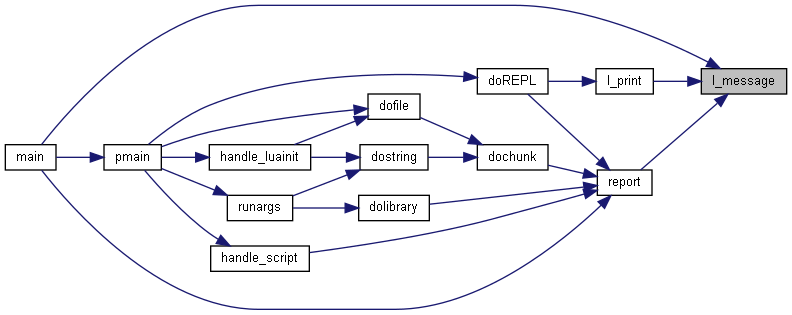 main
pmain
dofile
handle_luainit
dostring
runargs
dolibrary
handle_script
doREPL
dochunk
l_print
report
l_message